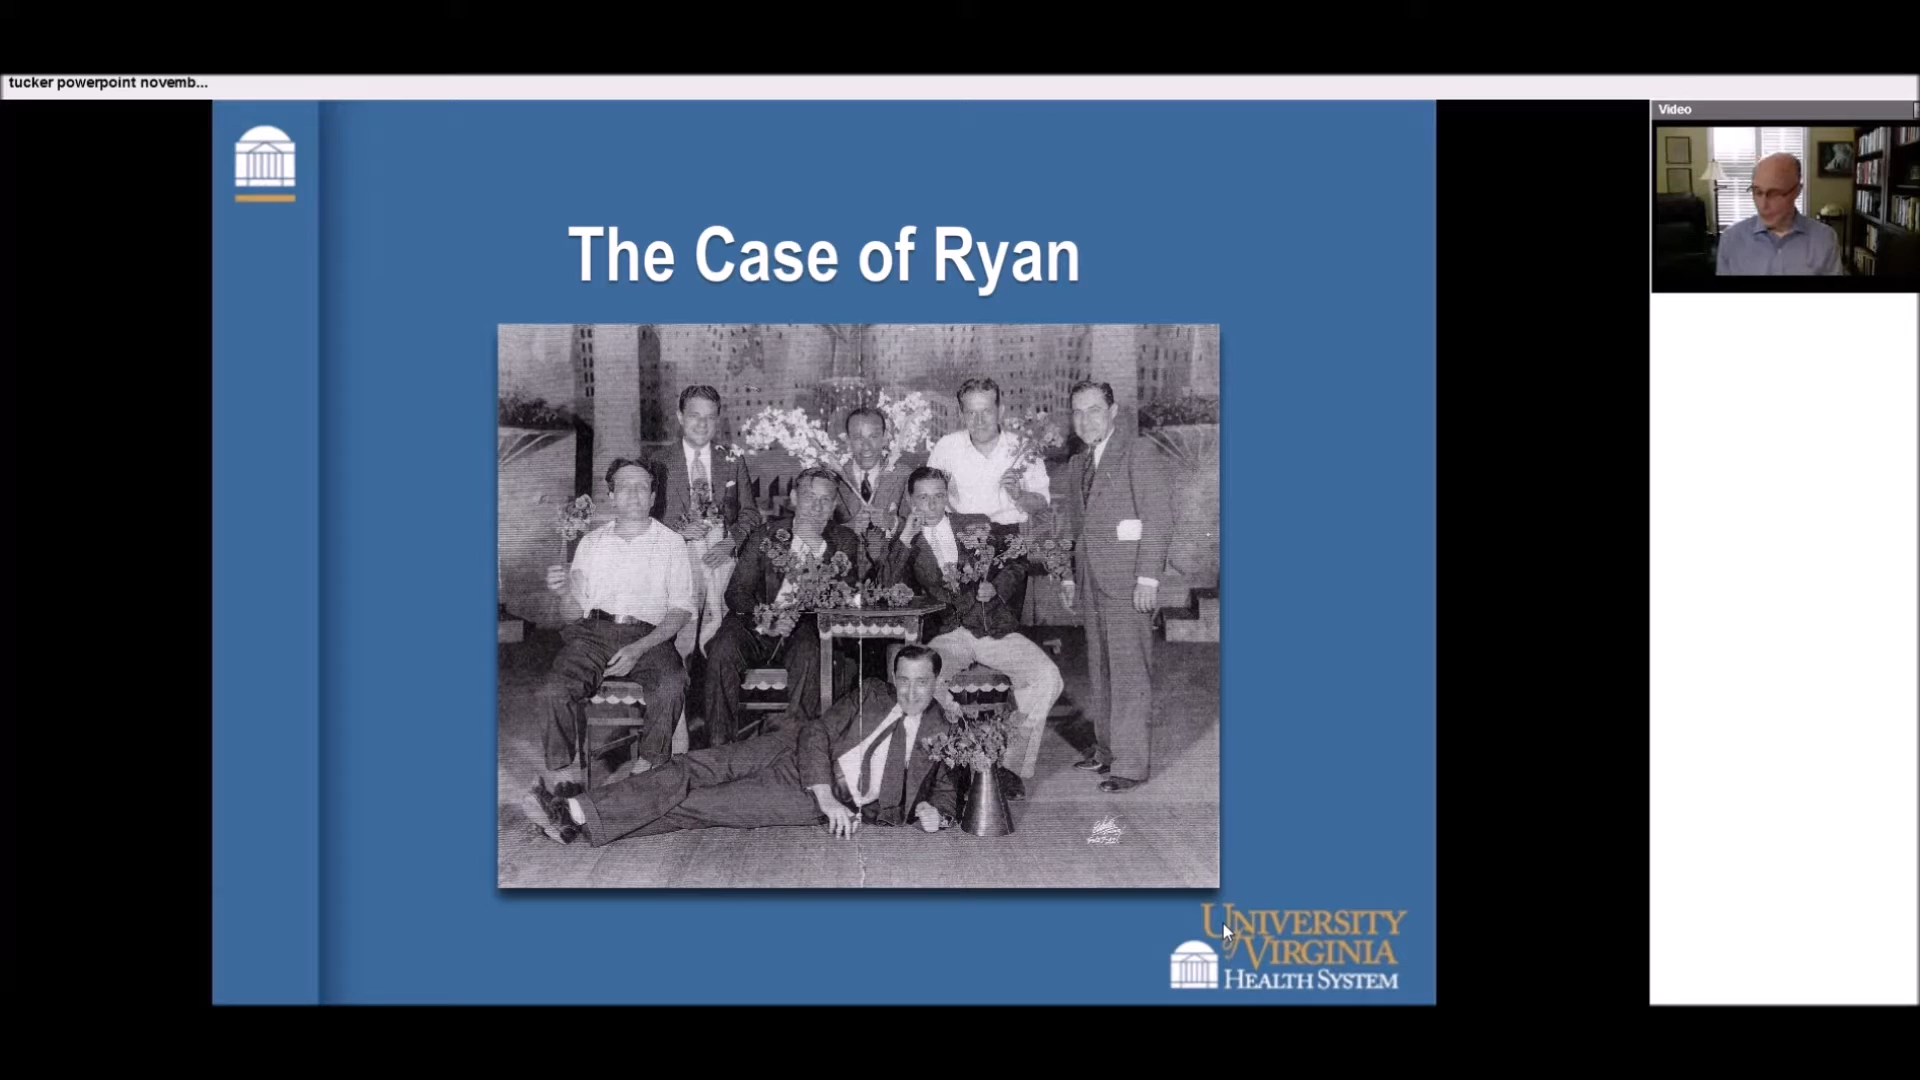 tucker powerpoint novemb...
Video
The Case of Ryan
UNIVERSITY
of VIRGINIA
HEALTH SYSTEM